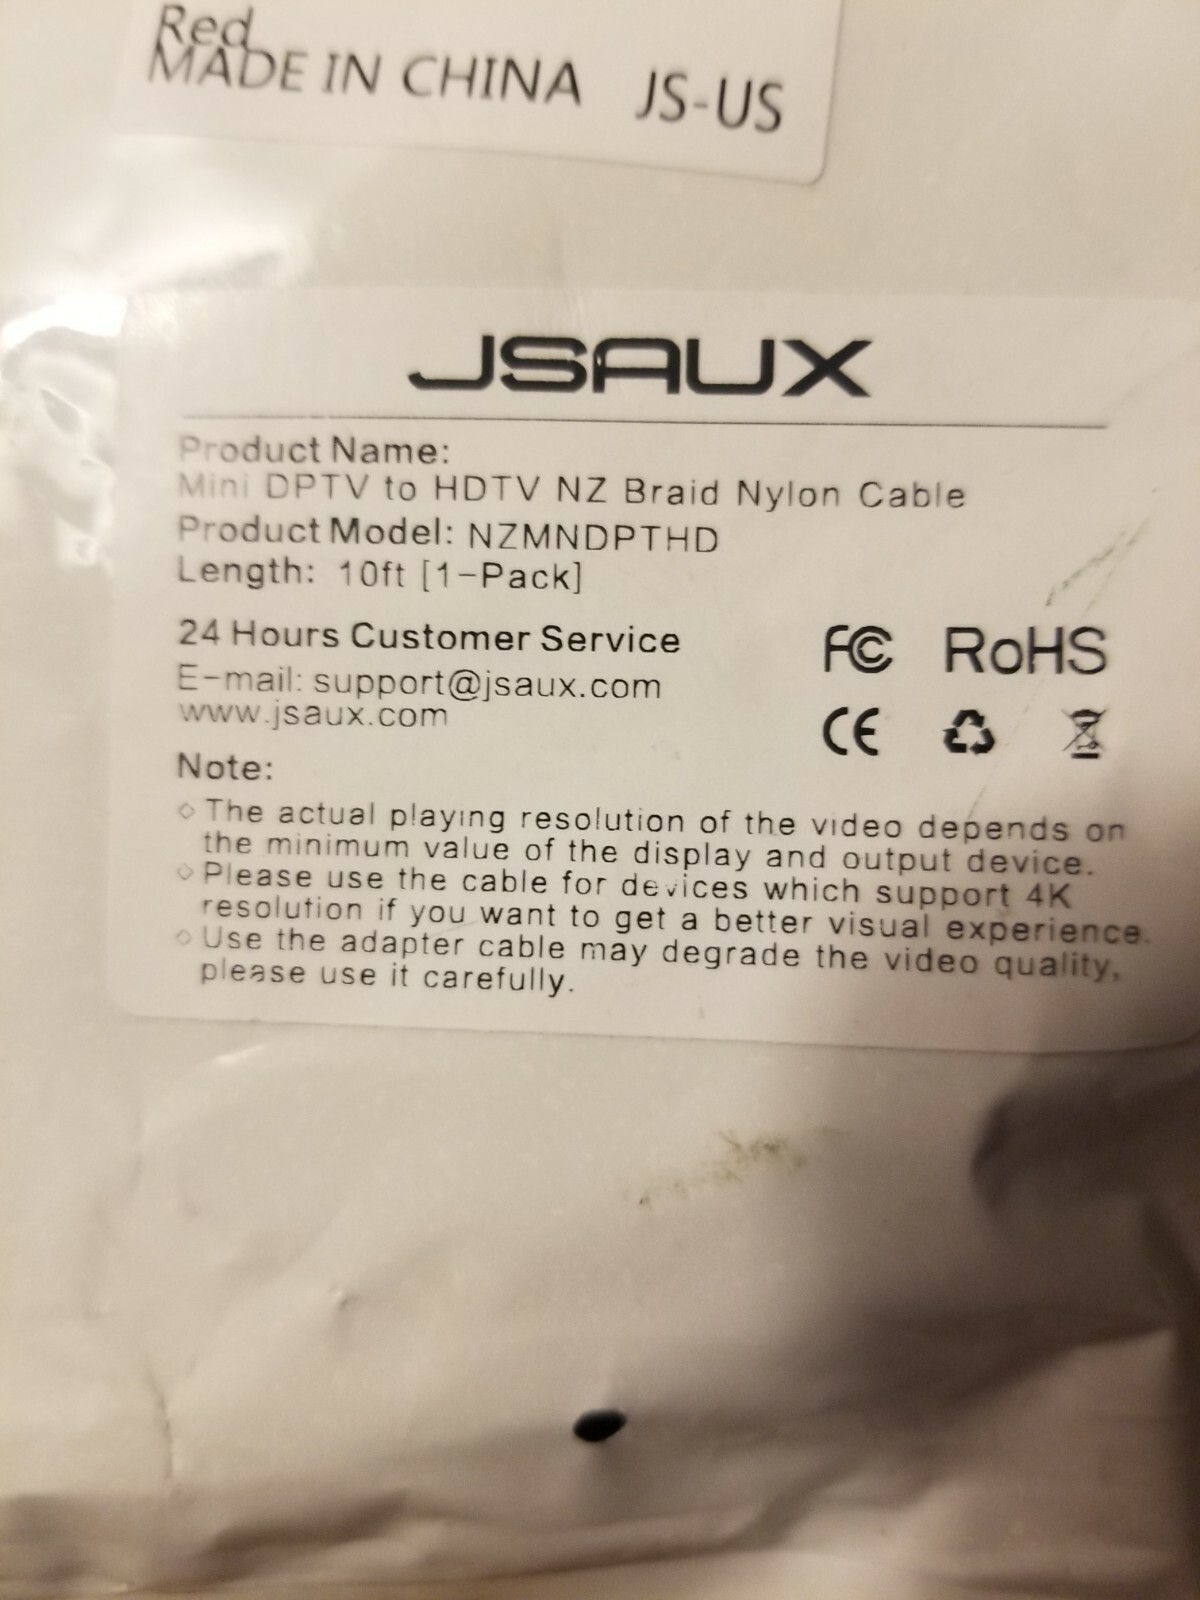 Red
MADE IN CHINA JS-US
JSAUX
Product Name:
Mini DPTV to HDTV NZ Braid Nylon Cable
Product Model: NZMNDPTHD
Length: 10ft [1-Pack]
24 Hours Customer Service
E-mail: support@jsaux.com
www.jsaux.com
FC RoHS
CE
Note:
◇ The actual playing resolution of the video depends on
the minimum value of the display and output device.
◇ Please use the cable for devices which support 4K
resolution if you want to get a better visual experience.
◇ Use the adapter cable may degrade the video quality,
please use it carefully.